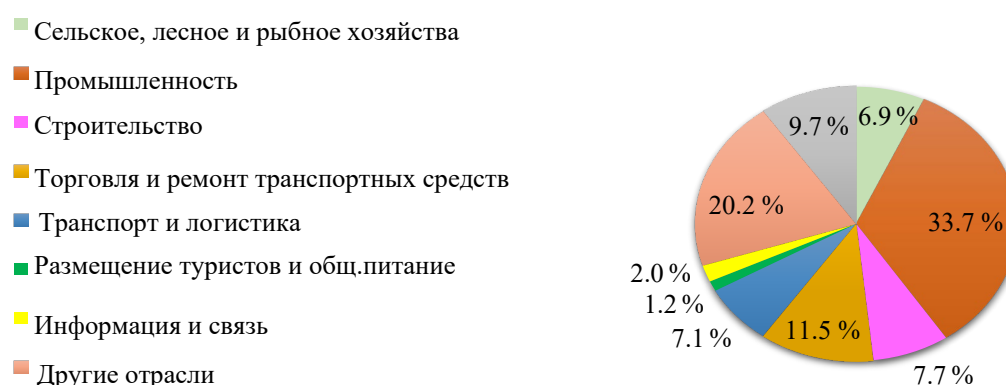 Сельское, лесное и рыбное хозяйства
Промышленность
Строительство
Торговля и ремонт транспортных средств
Транспорт и логистика
Размещение туристов и общ.питание
Информация и связь
Другие отрасли
9.7 %
6.9 %
20.2 %
33.7 %
2.0 %
1.2 %
7.1 %
11.5 %
7.7 %